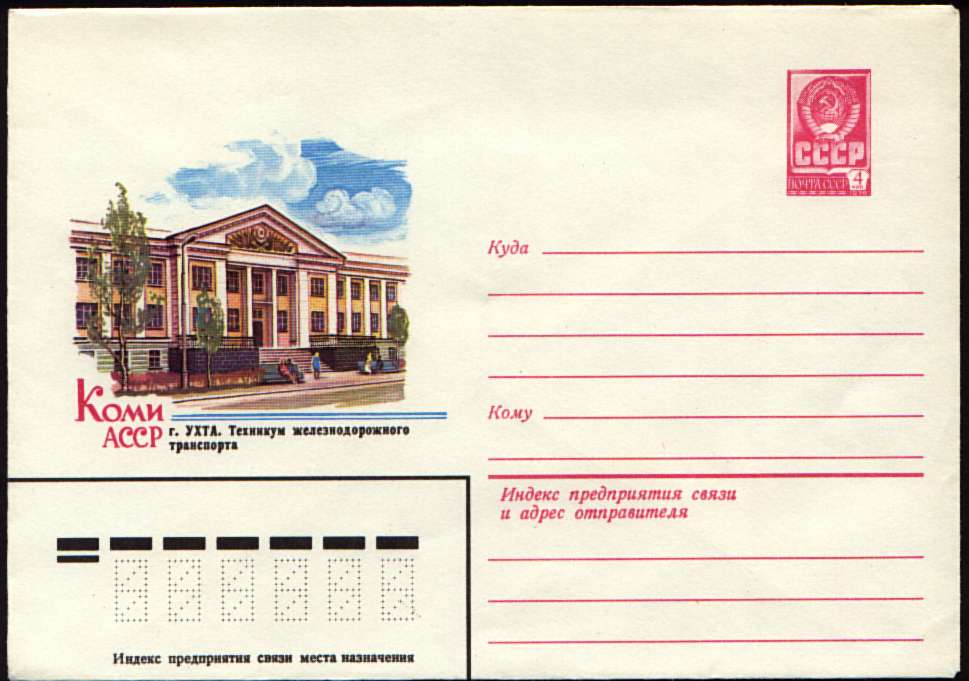 СССР
ПОЧТА СССР 4
Куда
Кому
Коми
АССР
г. УХТА. Техникум железнодорожного
транспорта
Индекс предприятия связи
и адрес отправителя
Индекс предприятия связи места назначения